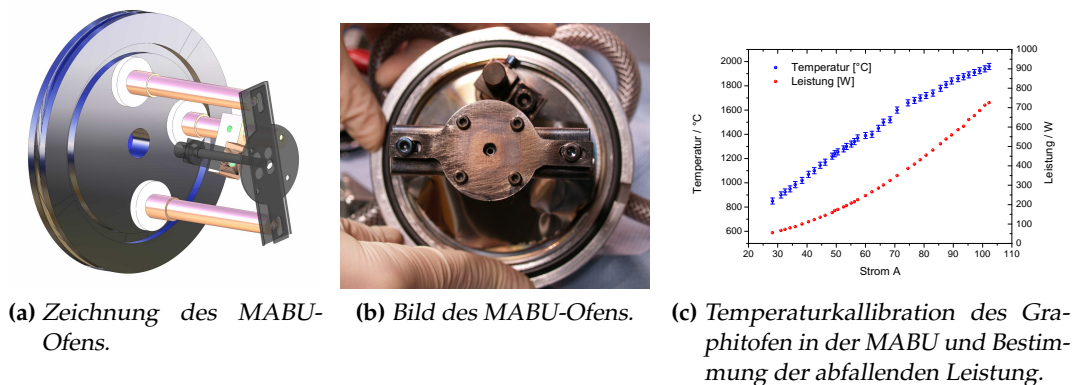 2000
1800
1600
1400
1200
1000
800
600
Temperatur / °C
Temperatur [°C]
Leistung [W]
1000
900
800
700
600
500
400
300
200
100
0
Leistung / W
20 30 40 50 60 70 80 90 100 110
Strom A
(a) Zeichnung des MABU-
Ofens.
(b) Bild des MABU-Ofens.
(c) Temperaturkallibration des Gra-
phitofen in der MABU und Bestim-
mung der abfallenden Leistung.